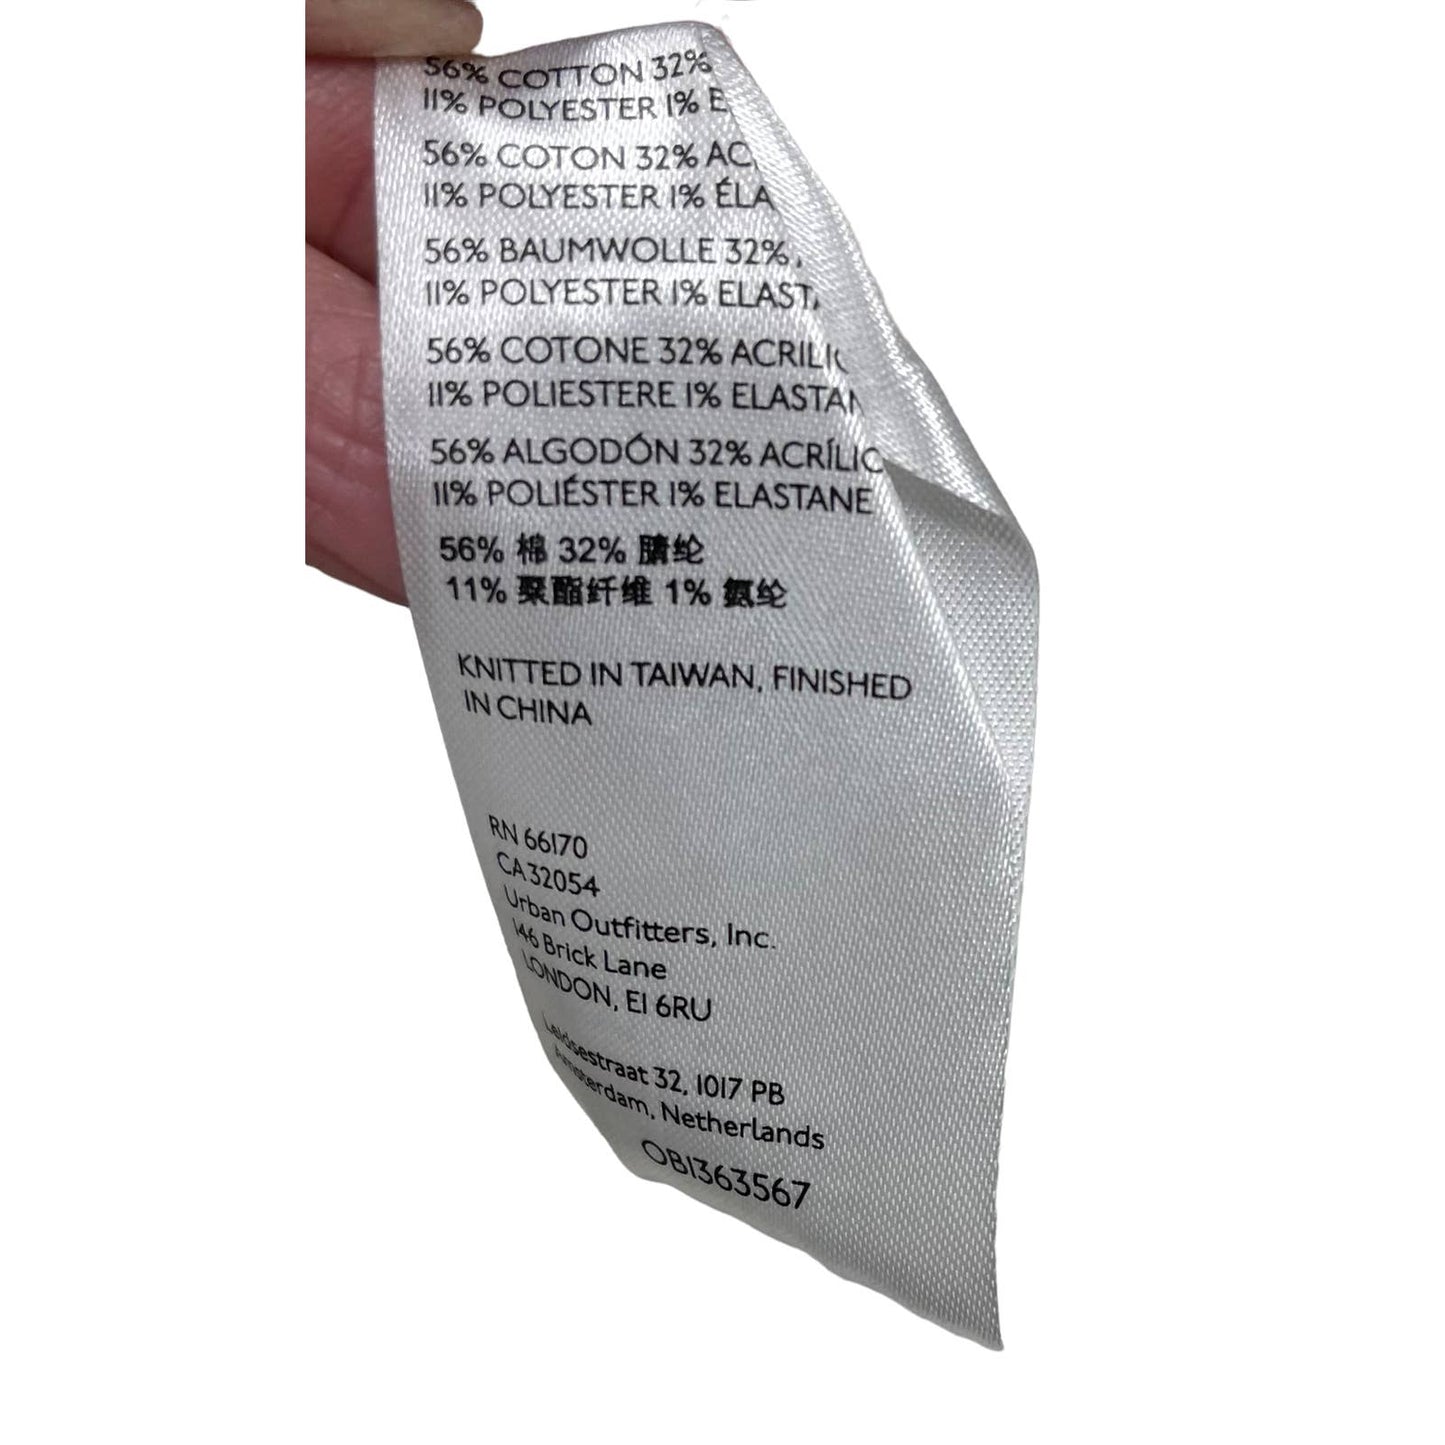 56% COTTON 32%
11% POLYESTER 1% E
56% COTON 32% AC
11% POLYESTER 1% ÉLA
56% BAUMWOLLE 32%
11% POLYESTER 1% ELAST
56% COTONE 32% ACRILIC
11% POLIESTERE 1% ELASTAN
56% ALGODÓN 32% ACRÍLIC
11% POLIÉSTER 1% ELASTANE
56% 棉 32% 腈纶
11% 聚酯纤维 1% 氨纶
KNITTED IN TAIWAN, FINISHED
IN CHINA
RN 66170
CA32054
Urban Outfitters, Inc.
146 Brick Lane
LONDON, E1 6RU
Leidsestraat 32, 1017 PB
Amsterdam, Netherlands
OB1363567